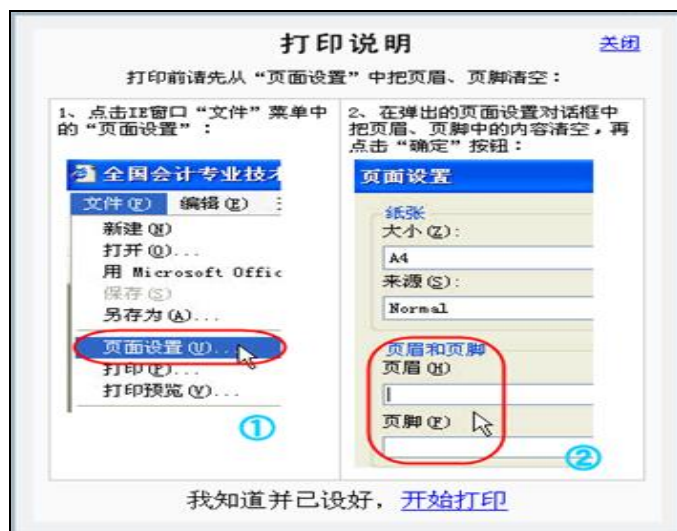 打印说明
关闭
打印前请先从“页面设置”中把页眉、页脚清空：
1、点击IE窗口“文件”菜单中
的“页面设置”：
全国会计专业技术
文件(F) 编辑(E)
新建(N)
打开(O)...
用 Microsoft Offic
保存(S)
另存为(A)...
页面设置(U)...
打印(P)...
打印预览(V)...
①
2、在弹出的页面设置对话框中
把页眉、页脚中的内容清空，再
点击“确定”按钮：
页面设置
纸张
大小(Z):
A4
来源(S):
Normal
页眉和页脚
页眉(H)
页脚(F)
②
我知道并已设好，开始打印